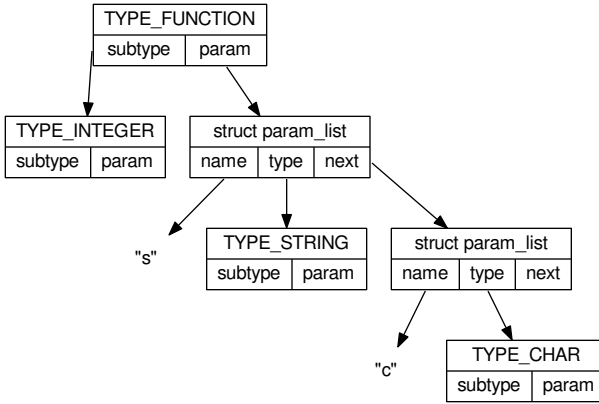 TYPE_FUNCTION
subtype param
TYPE_INTEGER
subtype param
struct param_list
name type next
"s"
TYPE_STRING
subtype param
struct param_list
name type next
"c"
TYPE_CHAR
subtype param